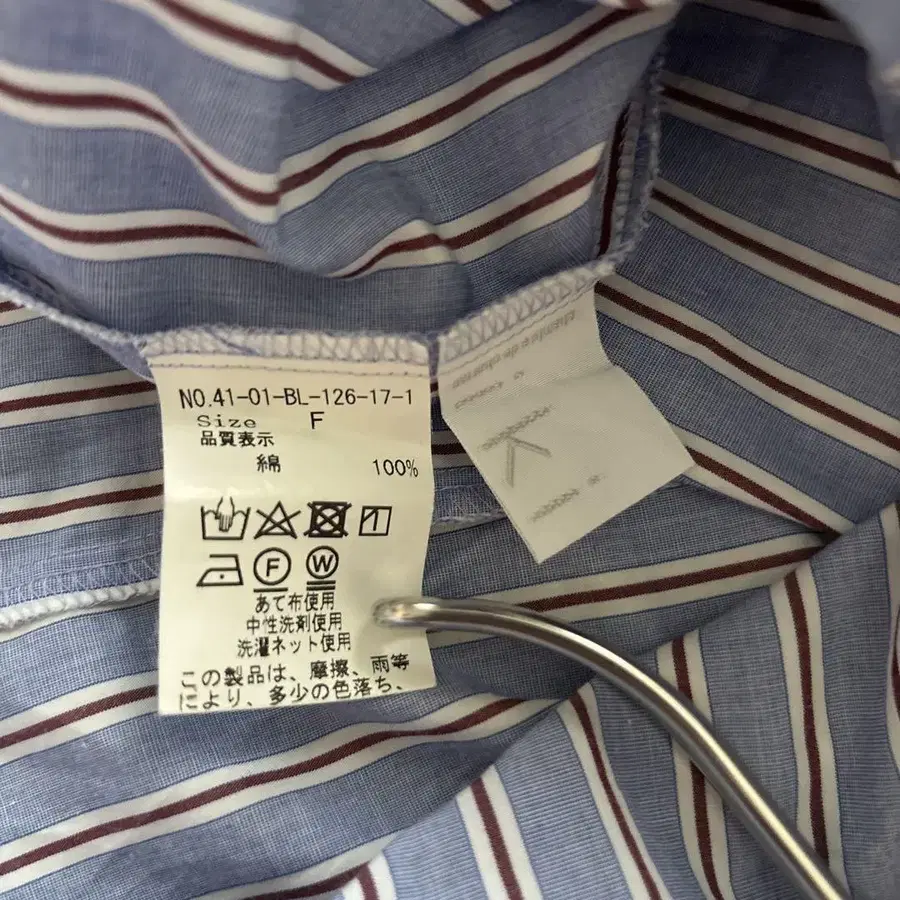 NO.41-01-BL-126-17-1
Size F
品質表示
綿 100%
F W
あて布使用
中性洗剤使用
洗濯ネット使用
この製品は、摩擦、雨等
により、多少の色落ち、